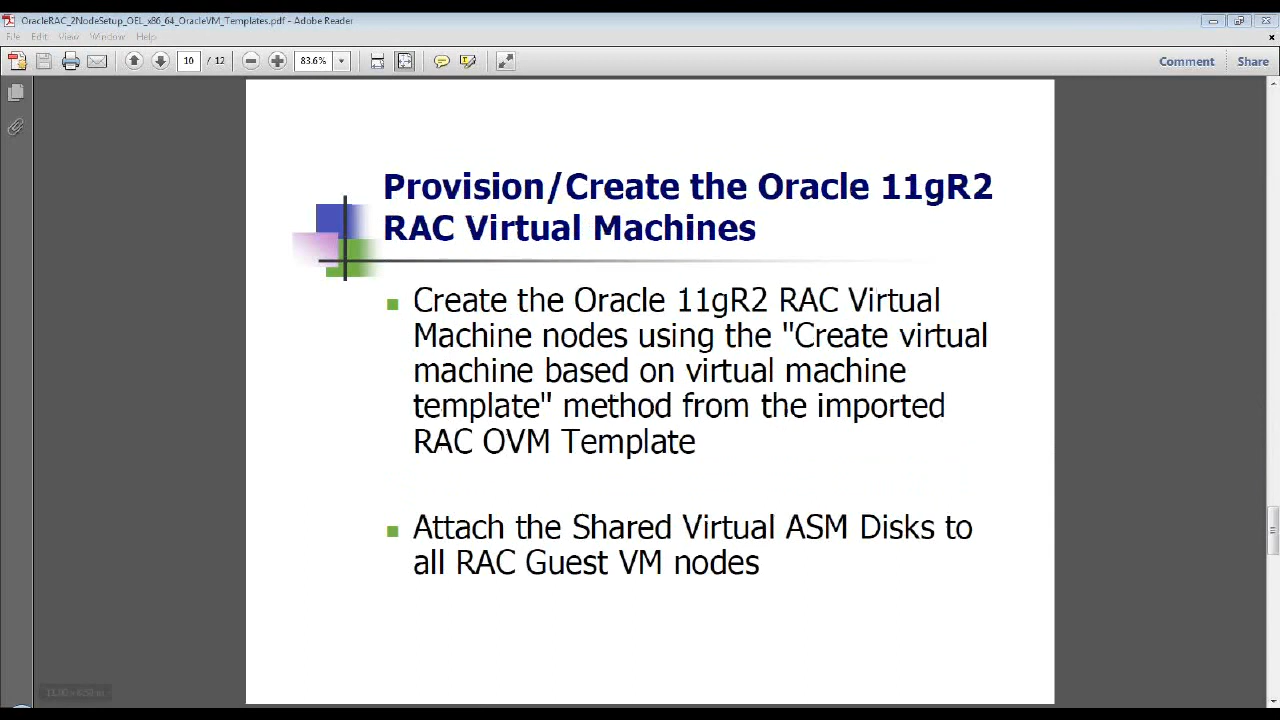 OracleRAC_2NodeSetup_OEL_x86_64_OracleVM_Templates.pdf - Adobe Reader
File Edit View Window Help
10 / 12 83.6% Comment Share
Provision/Create the Oracle 11gR2
RAC Virtual Machines
Create the Oracle 11gR2 RAC Virtual
Machine nodes using the "Create virtual
machine based on virtual machine
template" method from the imported
RAC OVM Template
Attach the Shared Virtual ASM Disks to
all RAC Guest VM nodes